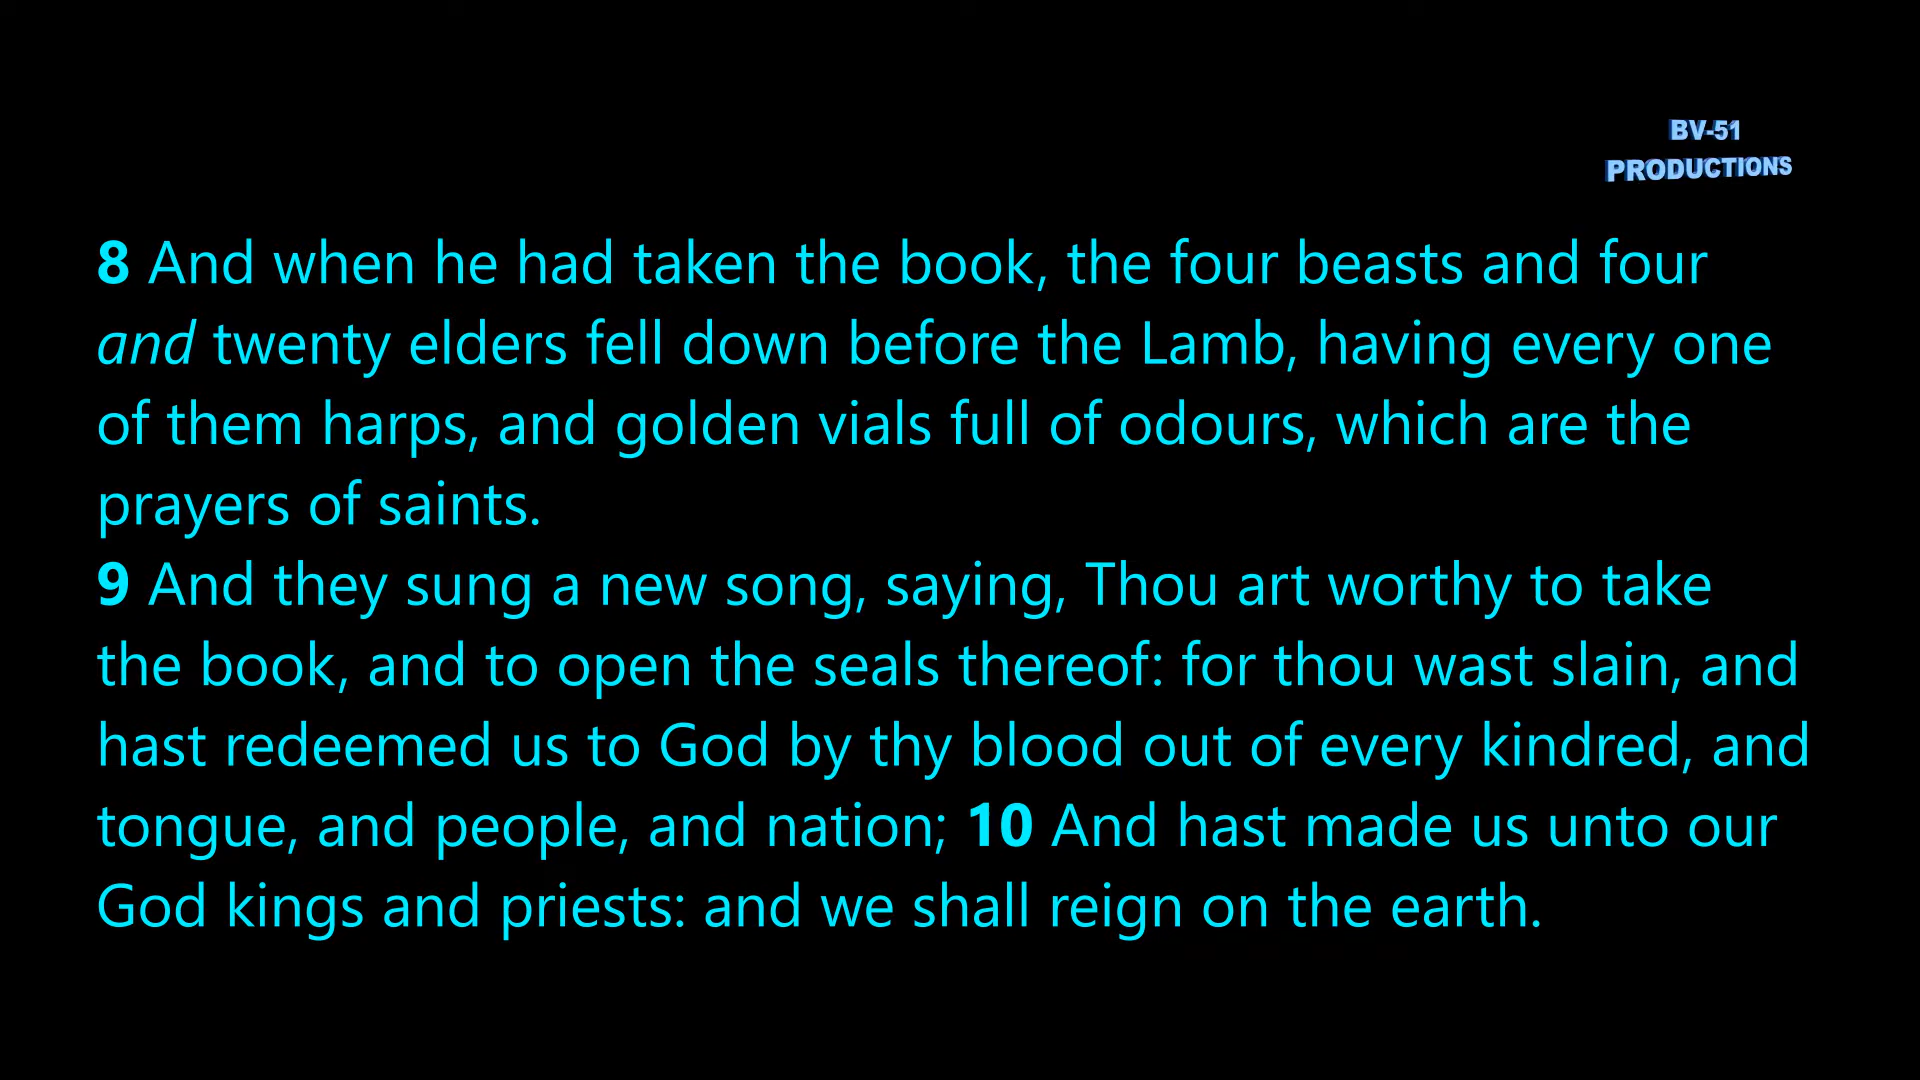 BV-51
PRODUCTIONS
8 And when he had taken the book, the four beasts and four
and twenty elders fell down before the Lamb, having every one
of them harps, and golden vials full of odours, which are the
prayers of saints.
9 And they sung a new song, saying, Thou art worthy to take
the book, and to open the seals thereof: for thou wast slain, and
hast redeemed us to God by thy blood out of every kindred, and
tongue, and people, and nation; 10 And hast made us unto our
God kings and priests: and we shall reign on the earth.